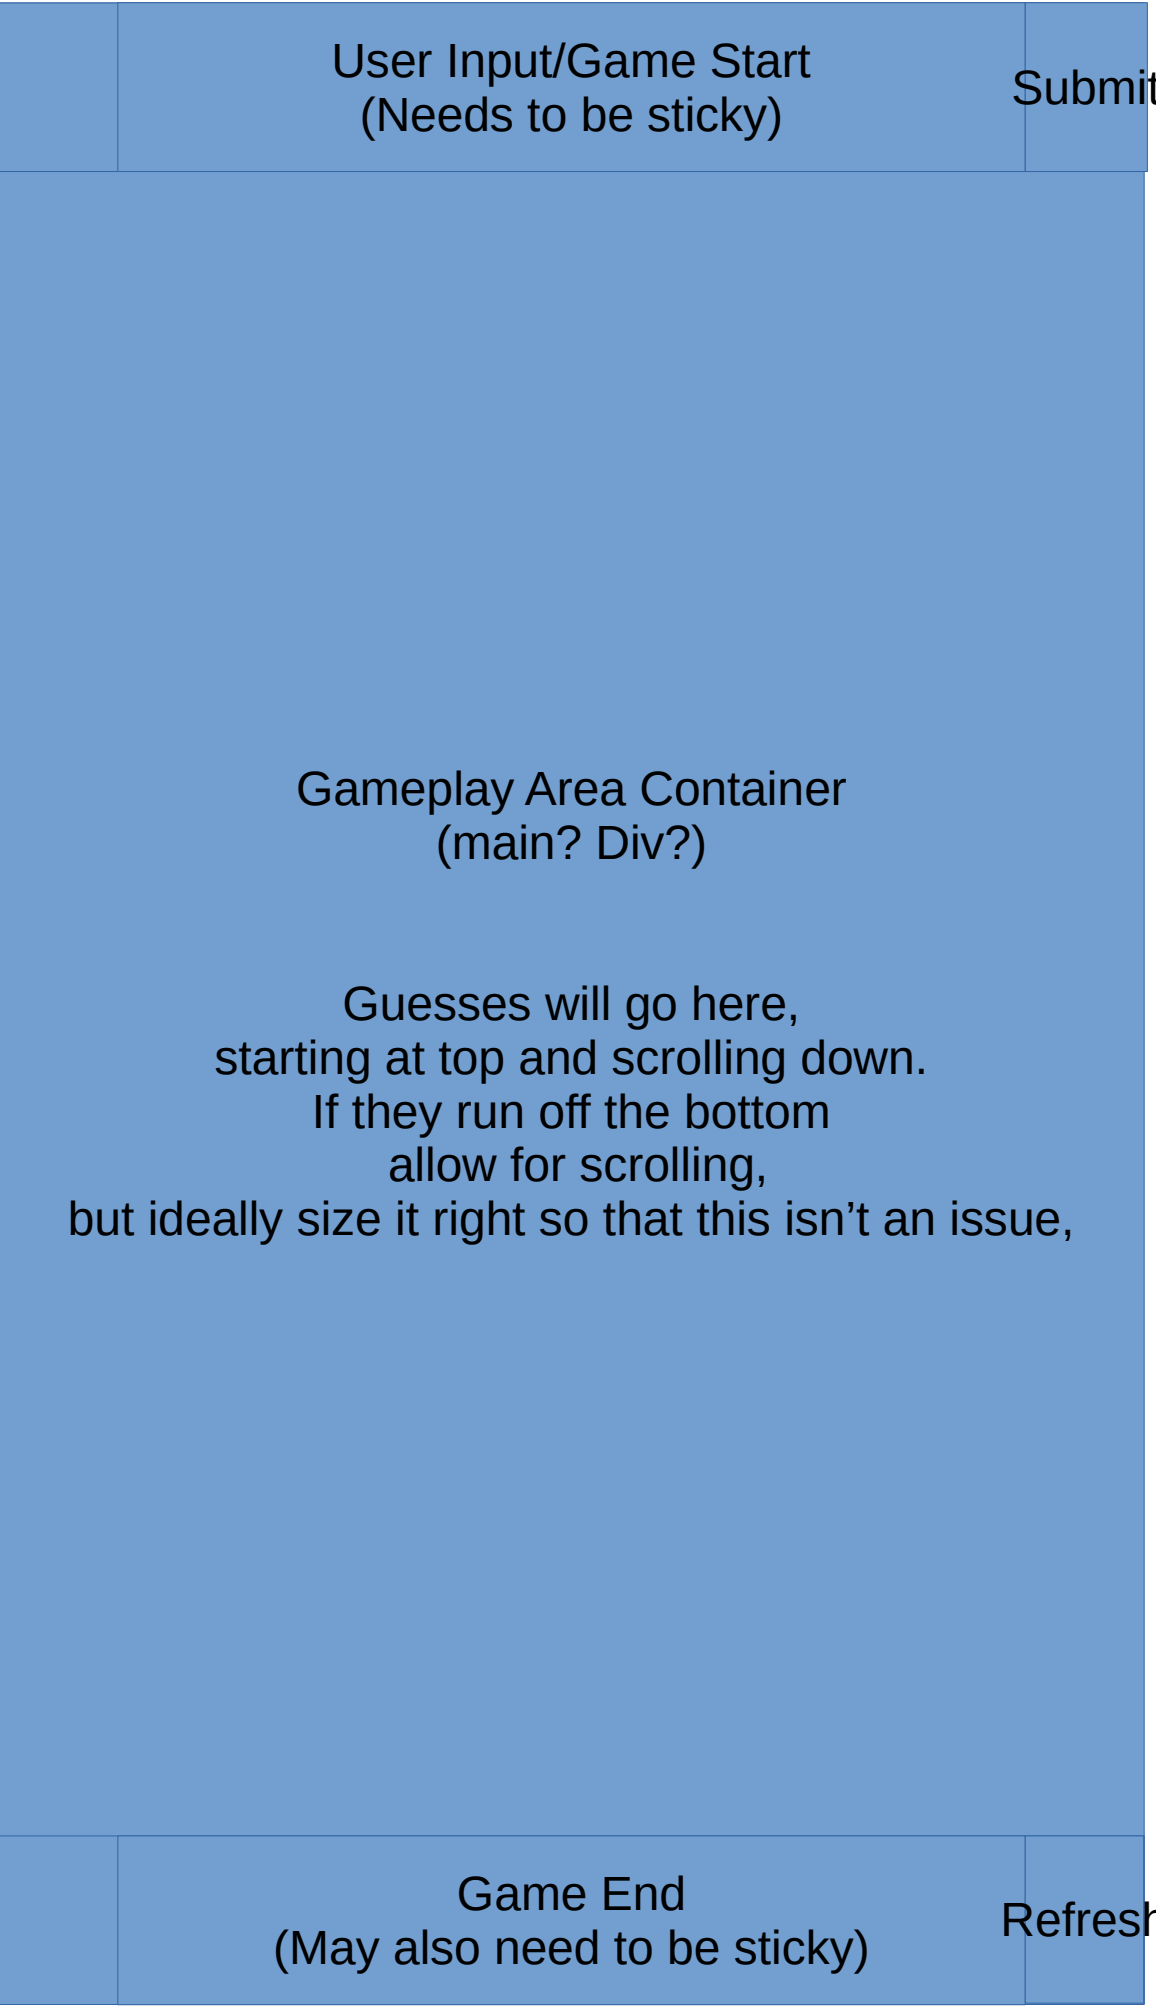 User Input/Game Start
(Needs to be sticky)
Submit
Gameplay Area Container
(main? Div?)
Guesses will go here,
starting at top and scrolling down.
If they run off the bottom
allow for scrolling,
but ideally size it right so that this isn’t an issue,
Game End
(May also need to be sticky)
Refresh